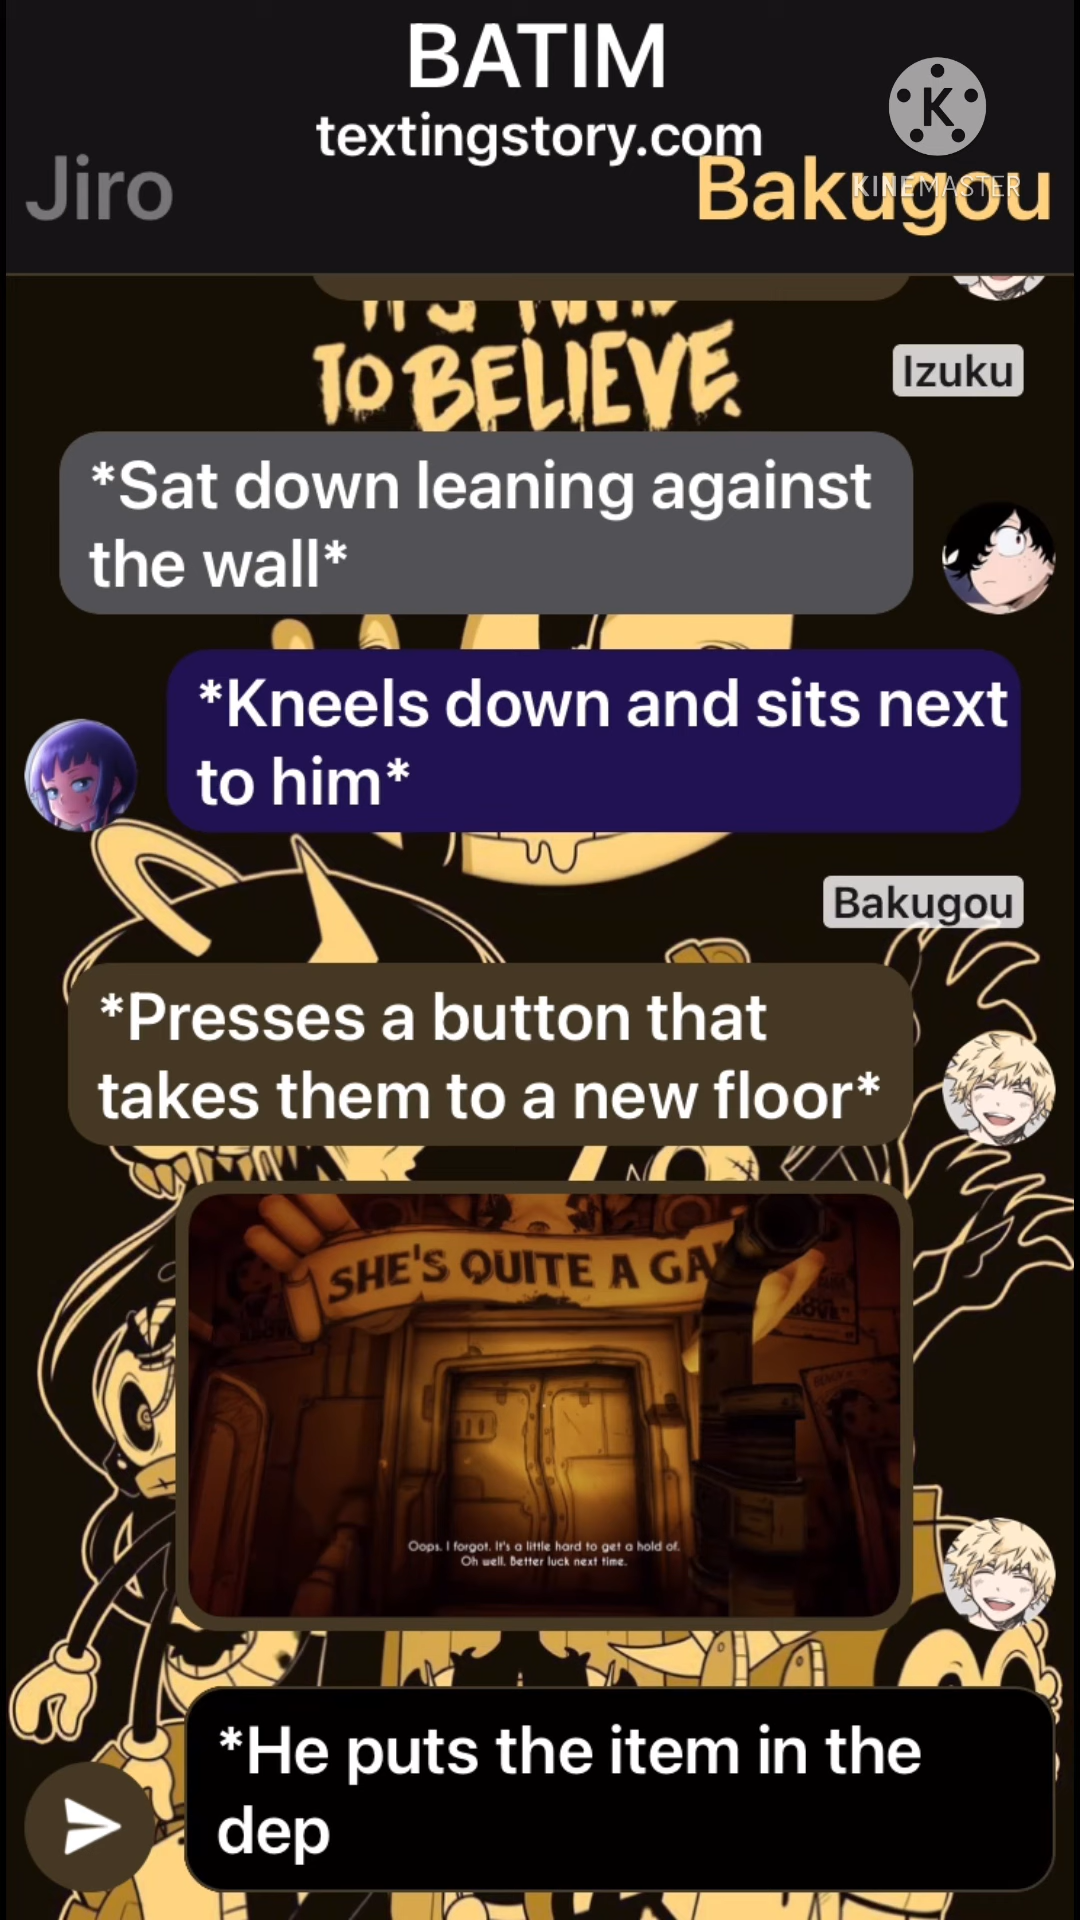 BATIM
textingstory.com
K
KINEMASTER
Jiro
Bakugou
TO BELIEVE.
Izuku
*Sat down leaning against
the wall*
*Kneels down and sits next
to him*
Bakugou
*Presses a button that
takes them to a new floor*
SHE'S QUITE A GA
Oops. I forgot. It's a little hard to get a hold of.
Oh well. Better luck next time.
*He puts the item in the
dep